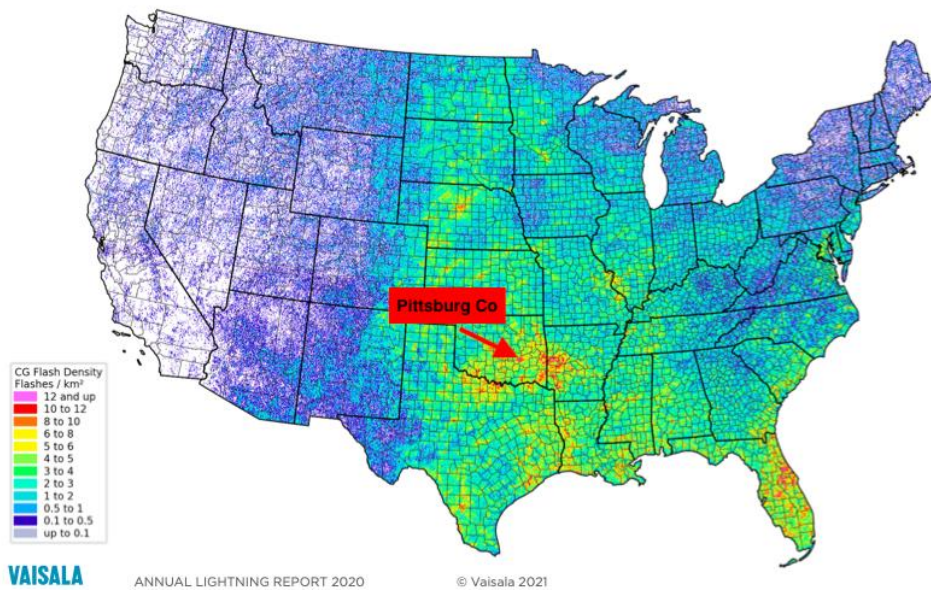 Pittsburg Co
CG Flash Density
Flashes / km²
12 and up
10 to 12
8 to 10
6 to 8
5 to 6
4 to 5
3 to 4
2 to 3
1 to 2
0.5 to 1
0.1 to 0.5
up to 0.1
VAISALA ANNUAL LIGHTNING REPORT 2020 © Vaisala 2021